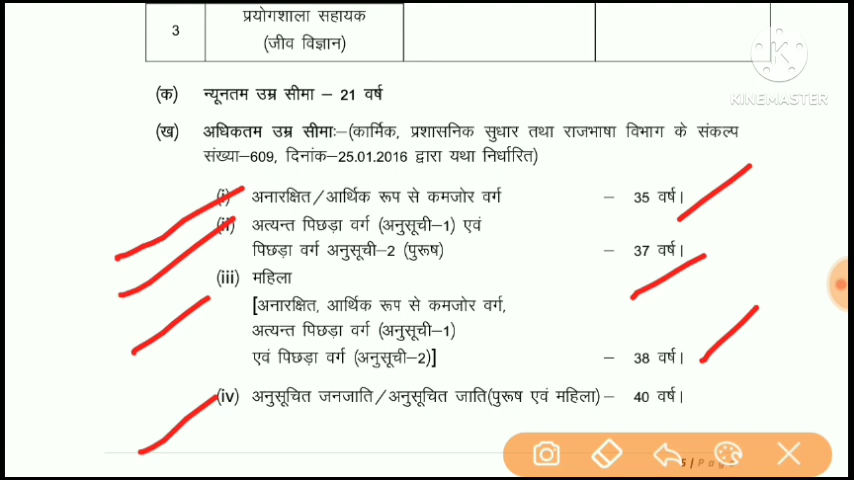 3
प्रयोगशाला सहायक
(जीव विज्ञान)
KINEMASTER
(क) न्यूनतम उम्र सीमा – 21 वर्ष
(ख) अधिकतम उम्र सीमाः–(कार्मिक, प्रशासनिक सुधार तथा राजभाषा विभाग के संकल्प
संख्या–609, दिनांक–25.01.2016 द्वारा यथा निर्धारित)
(i) अनारक्षित/आर्थिक रूप से कमजोर वर्ग – 35 वर्ष।
(ii) अत्यन्त पिछड़ा वर्ग (अनुसूची–1) एवं
पिछड़ा वर्ग अनुसूची–2 (पुरूष) – 37 वर्ष।
(iii) महिला
[अनारक्षित, आर्थिक रूप से कमजोर वर्ग,
अत्यन्त पिछड़ा वर्ग (अनुसूची–1)
एवं पिछड़ा वर्ग (अनुसूची–2)] – 38 वर्ष।
(iv) अनुसूचित जनजाति/अनुसूचित जाति(पुरूष एवं महिला) – 40 वर्ष।
5 | Page